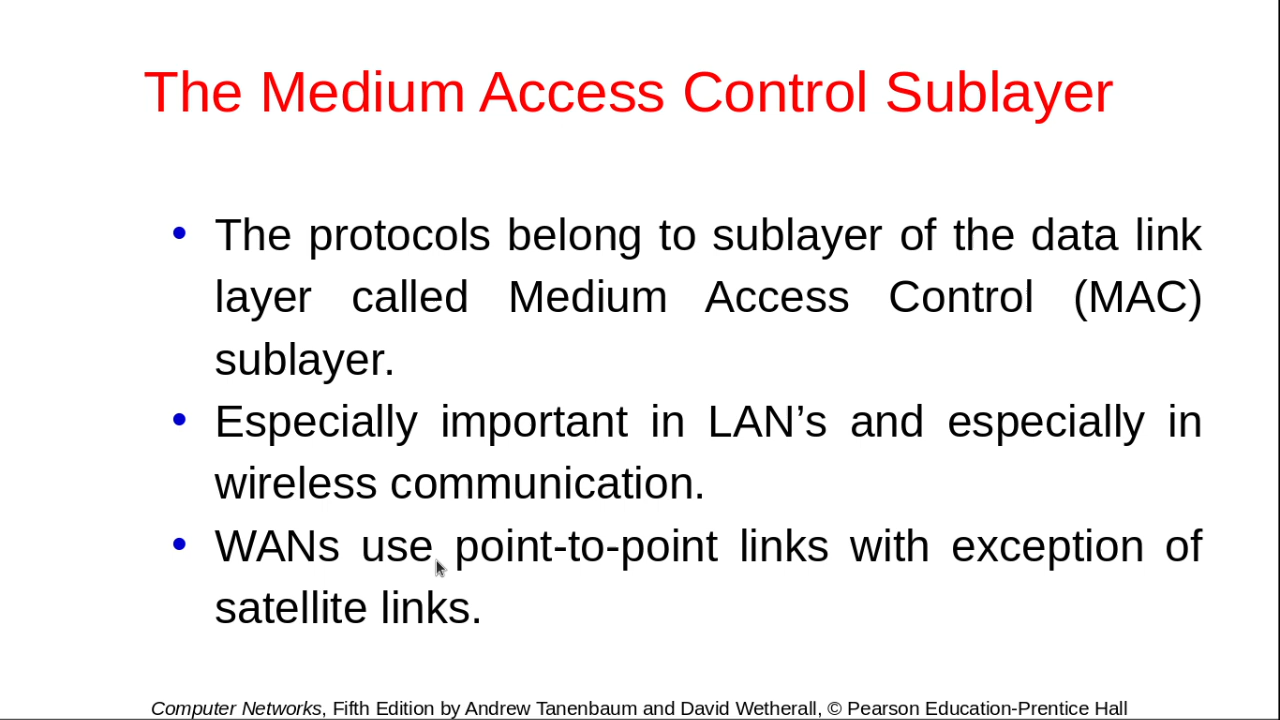 The Medium Access Control Sublayer
• The protocols belong to sublayer of the data link
layer called Medium Access Control (MAC)
sublayer.
• Especially important in LAN’s and especially in
wireless communication.
• WANs use point-to-point links with exception of
satellite links.
Computer Networks, Fifth Edition by Andrew Tanenbaum and David Wetherall, © Pearson Education-Prentice Hall